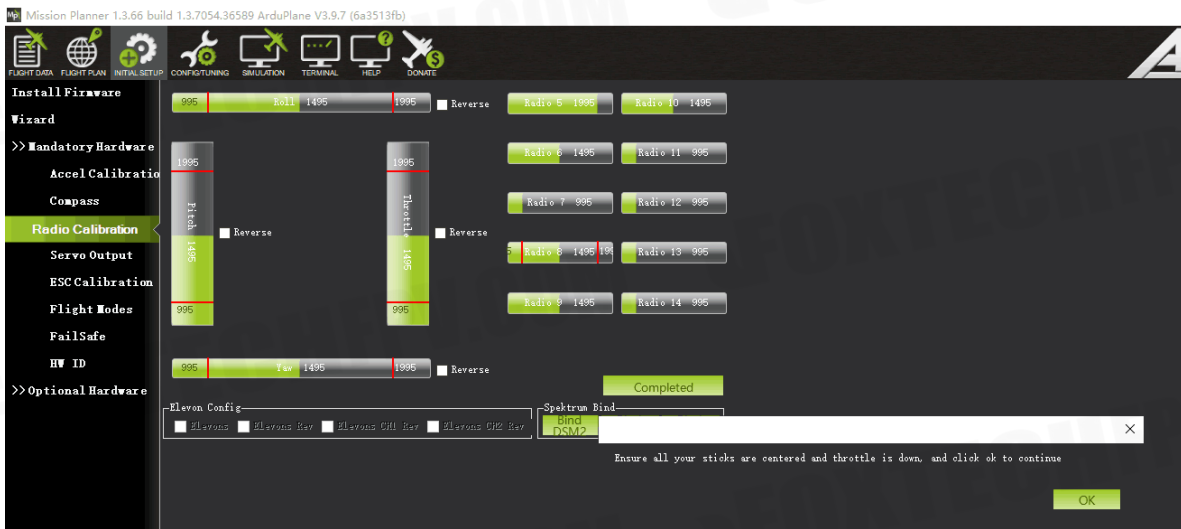 Mission Planner 1.3.66 build 1.3.7054.36589 ArduPlane V3.9.7 (6a3513fb)
FLIGHT DATA FLIGHT PLAN INITIAL SETUP CONFIG/TUNING SIMULATION TERMINAL HELP DONATE
Install Firmware
Wizard
>> Mandatory Hardware
Accel Calibratio
Compass
Radio Calibration
Servo Output
ESC Calibration
Flight Modes
FailSafe
HW ID
>> Optional Hardware
995 Roll 1495 1995 Reverse
1995 Pitch 1495 995 Reverse
1995 Throttle 1495 995 Reverse
995 Yaw 1495 1995 Reverse
Radio 5 1995 Radio 10 1495
Radio 6 1495 Radio 11 995
Radio 7 995 Radio 12 995
Radio 8 1495 Radio 13 995
Radio 9 1495 Radio 14 995
Completed
Elevon Config
Elevons Elevons Rev Elevons CH1 Rev Elevons CH2 Rev
Spektrum Bind
Bind
DSM2
Ensure all your sticks are centered and throttle is down, and click ok to continue
OK